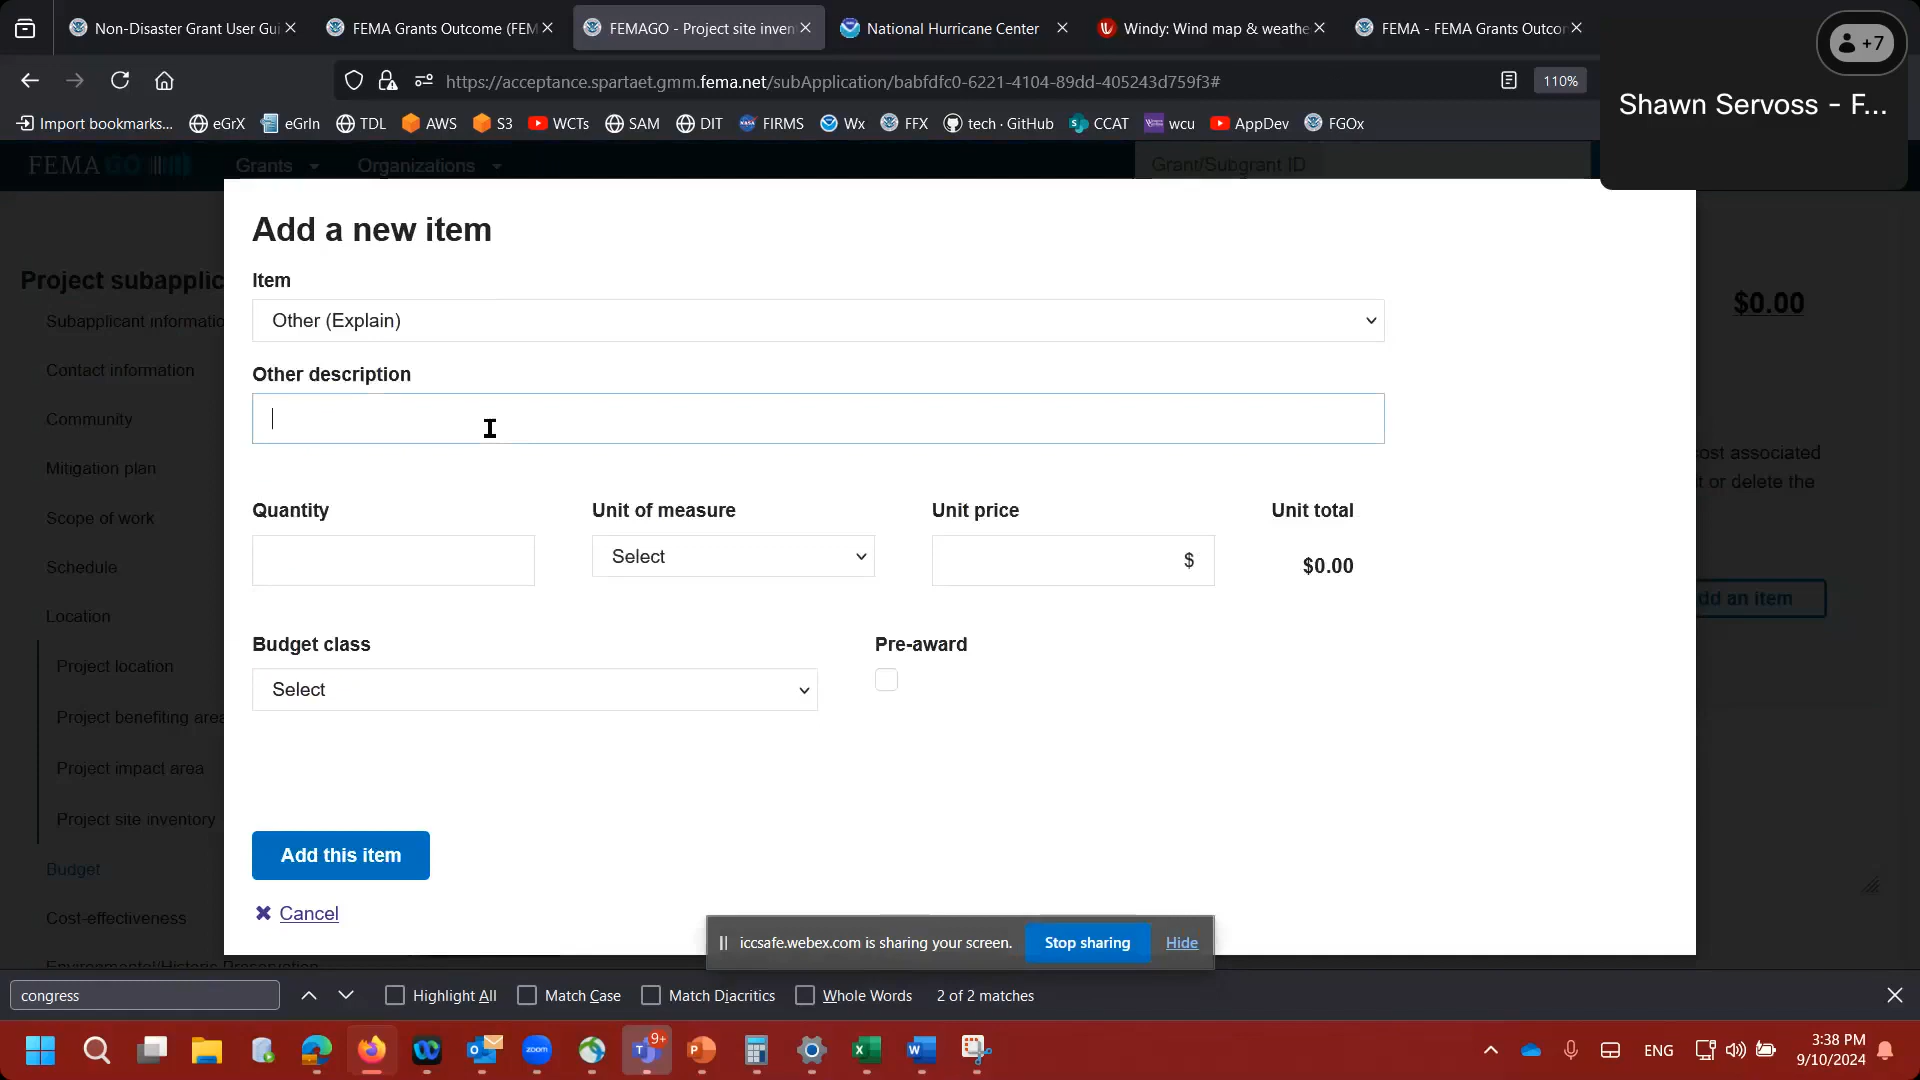 Non-Disaster Grant User Gui
FEMA Grants Outcome (FEM
FEMAGO - Project site inven
National Hurricane Center
Windy: Wind map & weathe
FEMA - FEMA Grants Outcor
+7
https://acceptance.spartaet.gmm.fema.net/subApplication/babfdfc0-6221-4104-89dd-405243d759f3#
110%
Shawn Servoss - F...
Import bookmarks...
eGrX
eGrIn
TDL
AWS
S3
WCTs
SAM
DIT
FIRMS
Wx
FFX
tech · GitHub
CCAT
wcu
AppDev
FGOx
FEMA GO
Grants
Organizations
Grant/Subgrant ID
Add a new item
Project subapplic
$0.00
Item
Other (Explain)
Subapplicant informatio
Contact information
Other description
Community
ost associated
Mitigation plan
t or delete the
Scope of work
Quantity
Unit of measure
Unit price
Unit total
Select
$
$0.00
Schedule
dd an item
Location
Budget class
Pre-award
Project location
Select
Project benefiting area
Project impact area
Project site inventory
Add this item
Budget
Cost-effectiveness
Cancel
iccsafe.webex.com is sharing your screen.
Stop sharing
Hide
Environmental/Historic Preservation
congress
Highlight All
Match Case
Match Diacritics
Whole Words
2 of 2 matches
zoom
9+
ENG
3:38 PM
9/10/2024